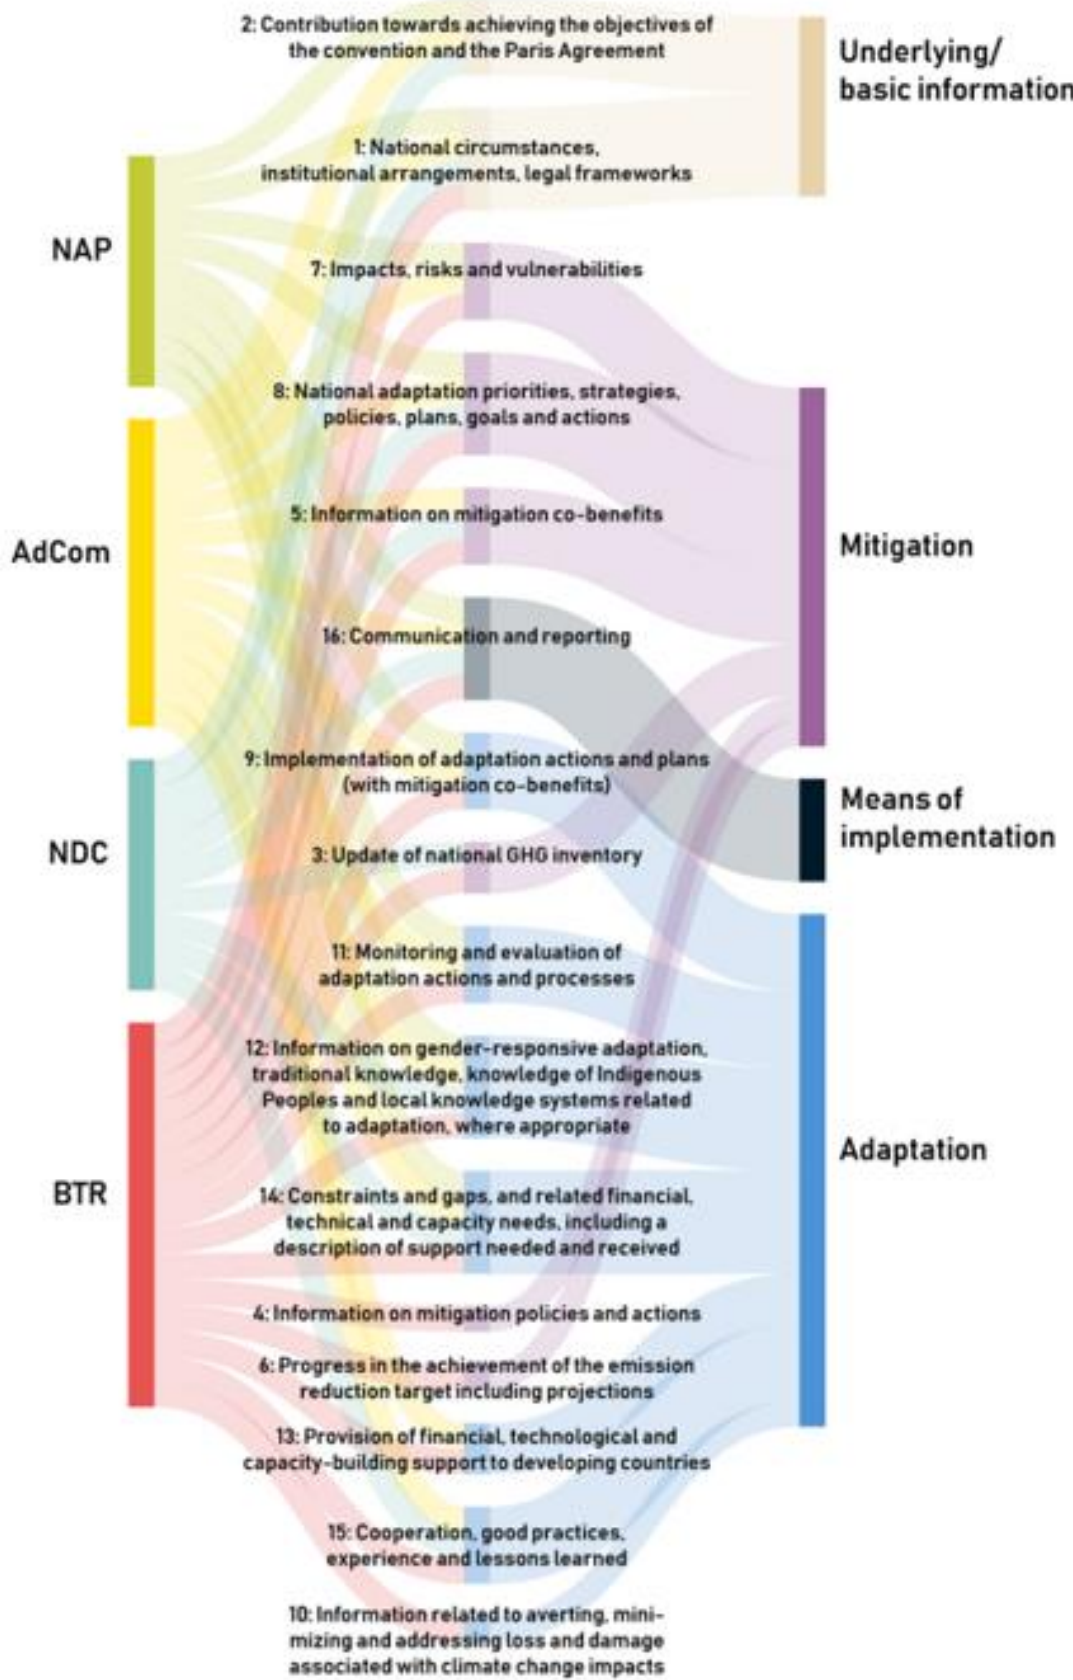 2: Contribution towards achieving the objectives of
the convention and the Paris Agreement
Underlying/
basic information
1: National circumstances,
institutional arrangements, legal frameworks
NAP
7: Impacts, risks and vulnerabilities
8: National adaptation priorities, strategies,
policies, plans, goals and actions
5: Information on mitigation co-benefits
AdCom
Mitigation
16: Communication and reporting
9: Implementation of adaptation actions and plans
(with mitigation co-benefits)
Means of
implementation
NDC
3: Update of national GHG inventory
11: Monitoring and evaluation of
adaptation actions and processes
12: Information on gender-responsive adaptation,
traditional knowledge, knowledge of Indigenous
Peoples and local knowledge systems related
to adaptation, where appropriate
Adaptation
BTR
14: Constraints and gaps, and related financial,
technical and capacity needs, including a
description of support needed and received
4: Information on mitigation policies and actions
6: Progress in the achievement of the emission
reduction target including projections
13: Provision of financial, technological and
capacity-building support to developing countries
15: Cooperation, good practices,
experience and lessons learned
10: Information related to averting, mini-
mizing and addressing loss and damage
associated with climate change impacts